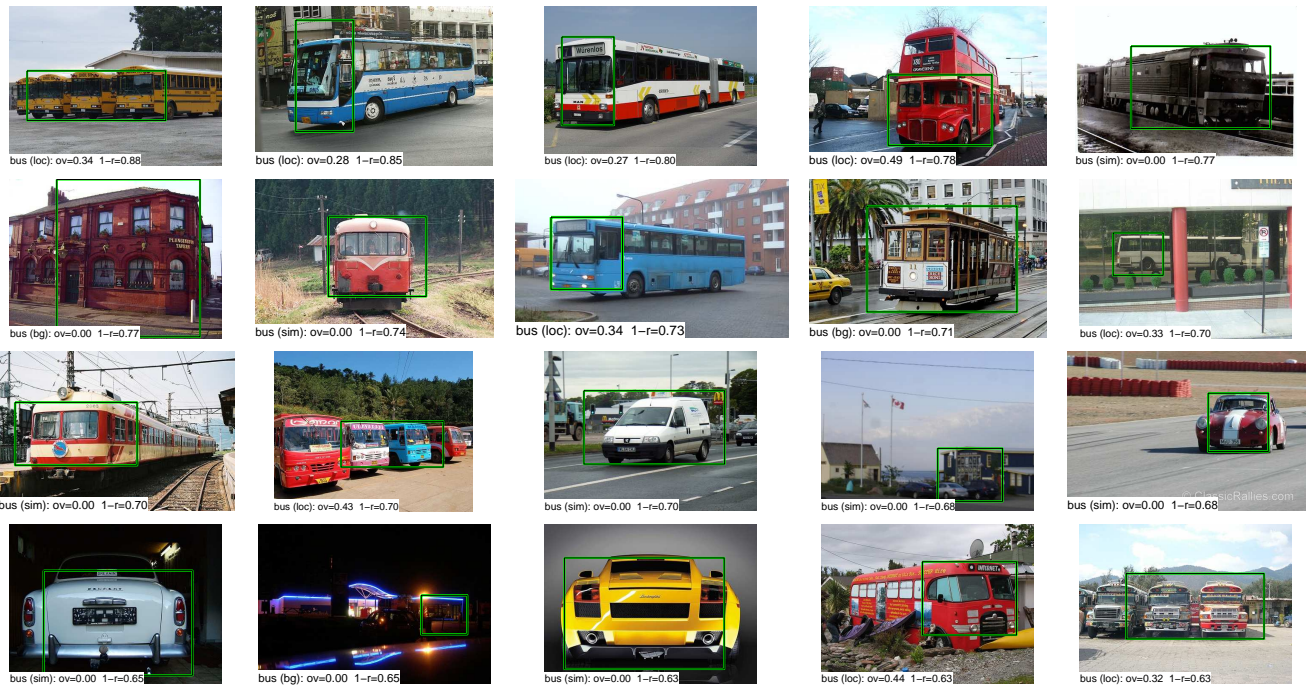 bus (loc): ov=0.34 1−r=0.88
bus (loc): ov=0.28 1−r=0.85
Würenlos
MAN
bus (loc): ov=0.27 1−r=0.80
bus (loc): ov=0.49 1−r=0.78
bus (sim): ov=0.00 1−r=0.77
TAVERN
bus (bg): ov=0.00 1−r=0.77
bus (sim): ov=0.00 1−r=0.74
bus (loc): ov=0.34 1−r=0.73
11
bus (bg): ov=0.00 1−r=0.71
bus (loc): ov=0.33 1−r=0.70
bus (sim): ov=0.00 1−r=0.70
bus (loc): ov=0.43 1−r=0.70
bus (sim): ov=0.00 1−r=0.70
bus (sim): ov=0.00 1−r=0.68
© ClassicRallies.com
bus (sim): ov=0.00 1−r=0.68
bus (sim): ov=0.00 1−r=0.65
bus (bg): ov=0.00 1−r=0.65
bus (sim): ov=0.00 1−r=0.63
INTERNET
bus (loc): ov=0.44 1−r=0.63
bus (loc): ov=0.32 1−r=0.63